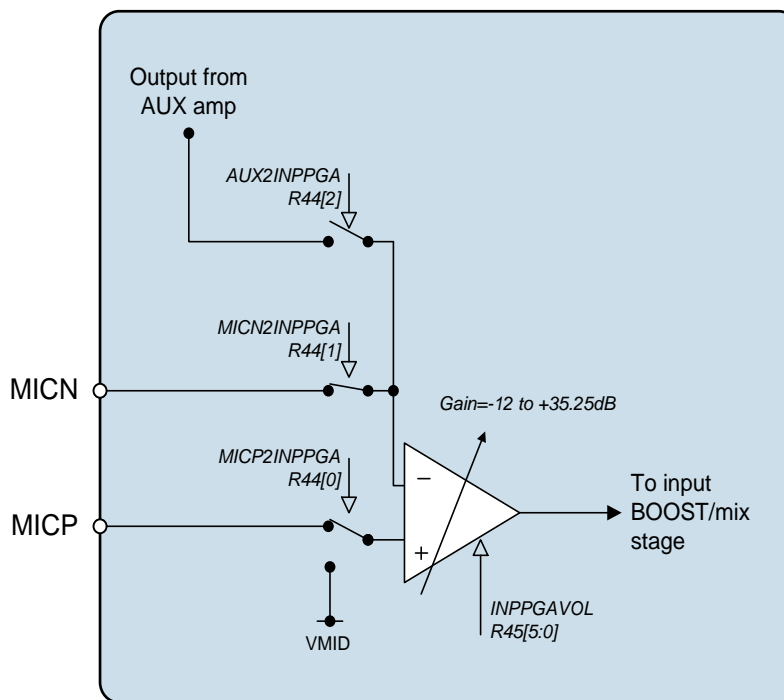 Output from
AUX amp
AUX2INPPGA
R44[2]
MICN2INPPGA
R44[1]
MICN
Gain=-12 to +35.25dB
MICP2INPPGA
R44[0]
MICP
−
+
To input
BOOST/mix
stage
VMID
INPPGAVOL
R45[5:0]